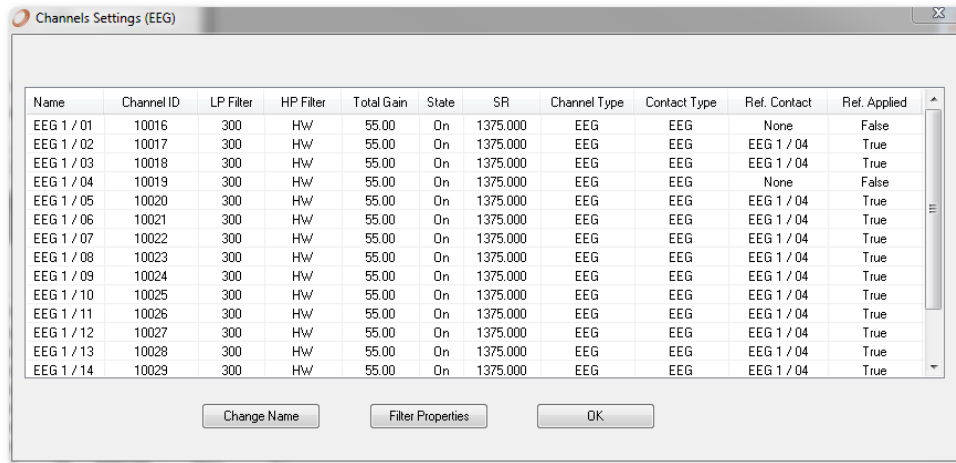 Channels Settings (EEG)
Name Channel ID LP Filter HP Filter Total Gain State SR Channel Type Contact Type Ref. Contact Ref. Applied
EEG 1 / 01 10016 300 HW 55.00 On 1375.000 EEG EEG None False
EEG 1 / 02 10017 300 HW 55.00 On 1375.000 EEG EEG EEG 1 / 04 True
EEG 1 / 03 10018 300 HW 55.00 On 1375.000 EEG EEG EEG 1 / 04 True
EEG 1 / 04 10019 300 HW 55.00 On 1375.000 EEG EEG None False
EEG 1 / 05 10020 300 HW 55.00 On 1375.000 EEG EEG EEG 1 / 04 True
EEG 1 / 06 10021 300 HW 55.00 On 1375.000 EEG EEG EEG 1 / 04 True
EEG 1 / 07 10022 300 HW 55.00 On 1375.000 EEG EEG EEG 1 / 04 True
EEG 1 / 08 10023 300 HW 55.00 On 1375.000 EEG EEG EEG 1 / 04 True
EEG 1 / 09 10024 300 HW 55.00 On 1375.000 EEG EEG EEG 1 / 04 True
EEG 1 / 10 10025 300 HW 55.00 On 1375.000 EEG EEG EEG 1 / 04 True
EEG 1 / 11 10026 300 HW 55.00 On 1375.000 EEG EEG EEG 1 / 04 True
EEG 1 / 12 10027 300 HW 55.00 On 1375.000 EEG EEG EEG 1 / 04 True
EEG 1 / 13 10028 300 HW 55.00 On 1375.000 EEG EEG EEG 1 / 04 True
EEG 1 / 14 10029 300 HW 55.00 On 1375.000 EEG EEG EEG 1 / 04 True
Change Name Filter Properties OK